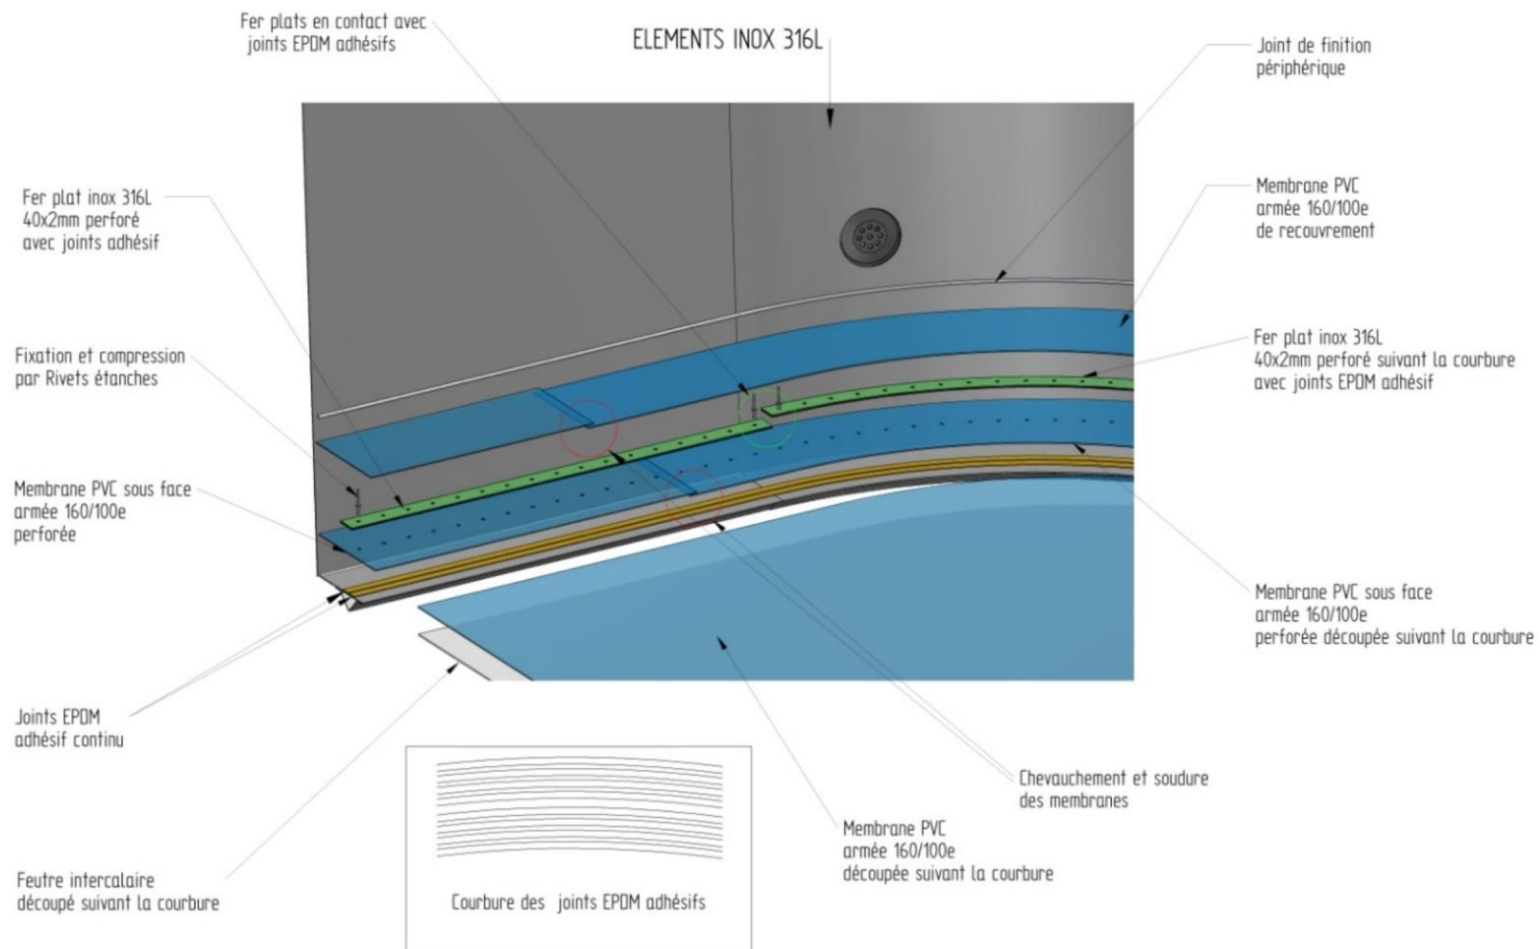 Fer plats en contact avec
joints EPDM adhésifs
ELEMENTS INOX 316L
Joint de finition
périphérique
Fer plat inox 316L
40x2mm perforé
avec joints adhésif
Membrane PVC
armée 160/100e
de recouvrement
Fixation et compression
par Rivets étanches
Fer plat inox 316L
40x2mm perforé suivant la courbure
avec joints EPDM adhésif
Membrane PVC sous face
armée 160/100e
perforée
Membrane PVC sous face
armée 160/100e
perforée découpée suivant la courbure
Joints EPDM
adhésif continu
Chevauchement et soudure
des membranes
Membrane PVC
armée 160/100e
découpée suivant la courbure
Feutre intercalaire
découpé suivant la courbure
Courbure des joints EPDM adhésifs